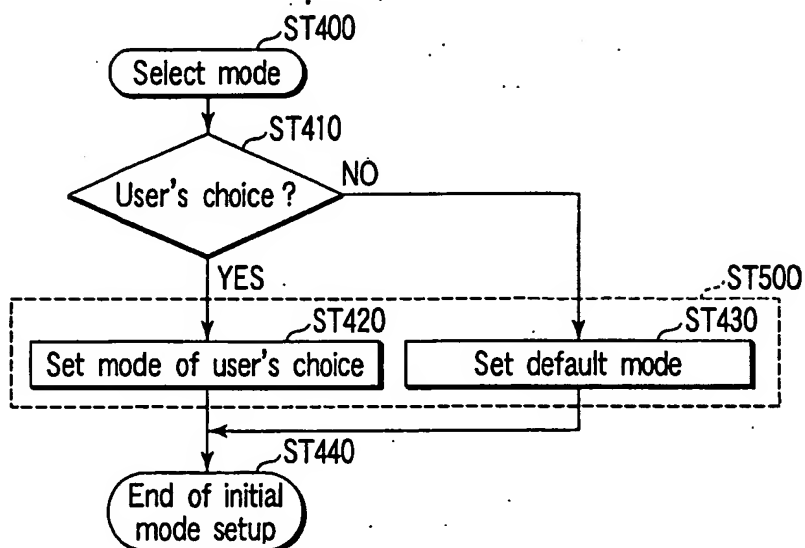 ST400
Select mode
ST410
User's choice ?
NO
YES
ST500
ST420
ST430
Set mode of user's choice
Set default mode
ST440
End of initial
mode setup